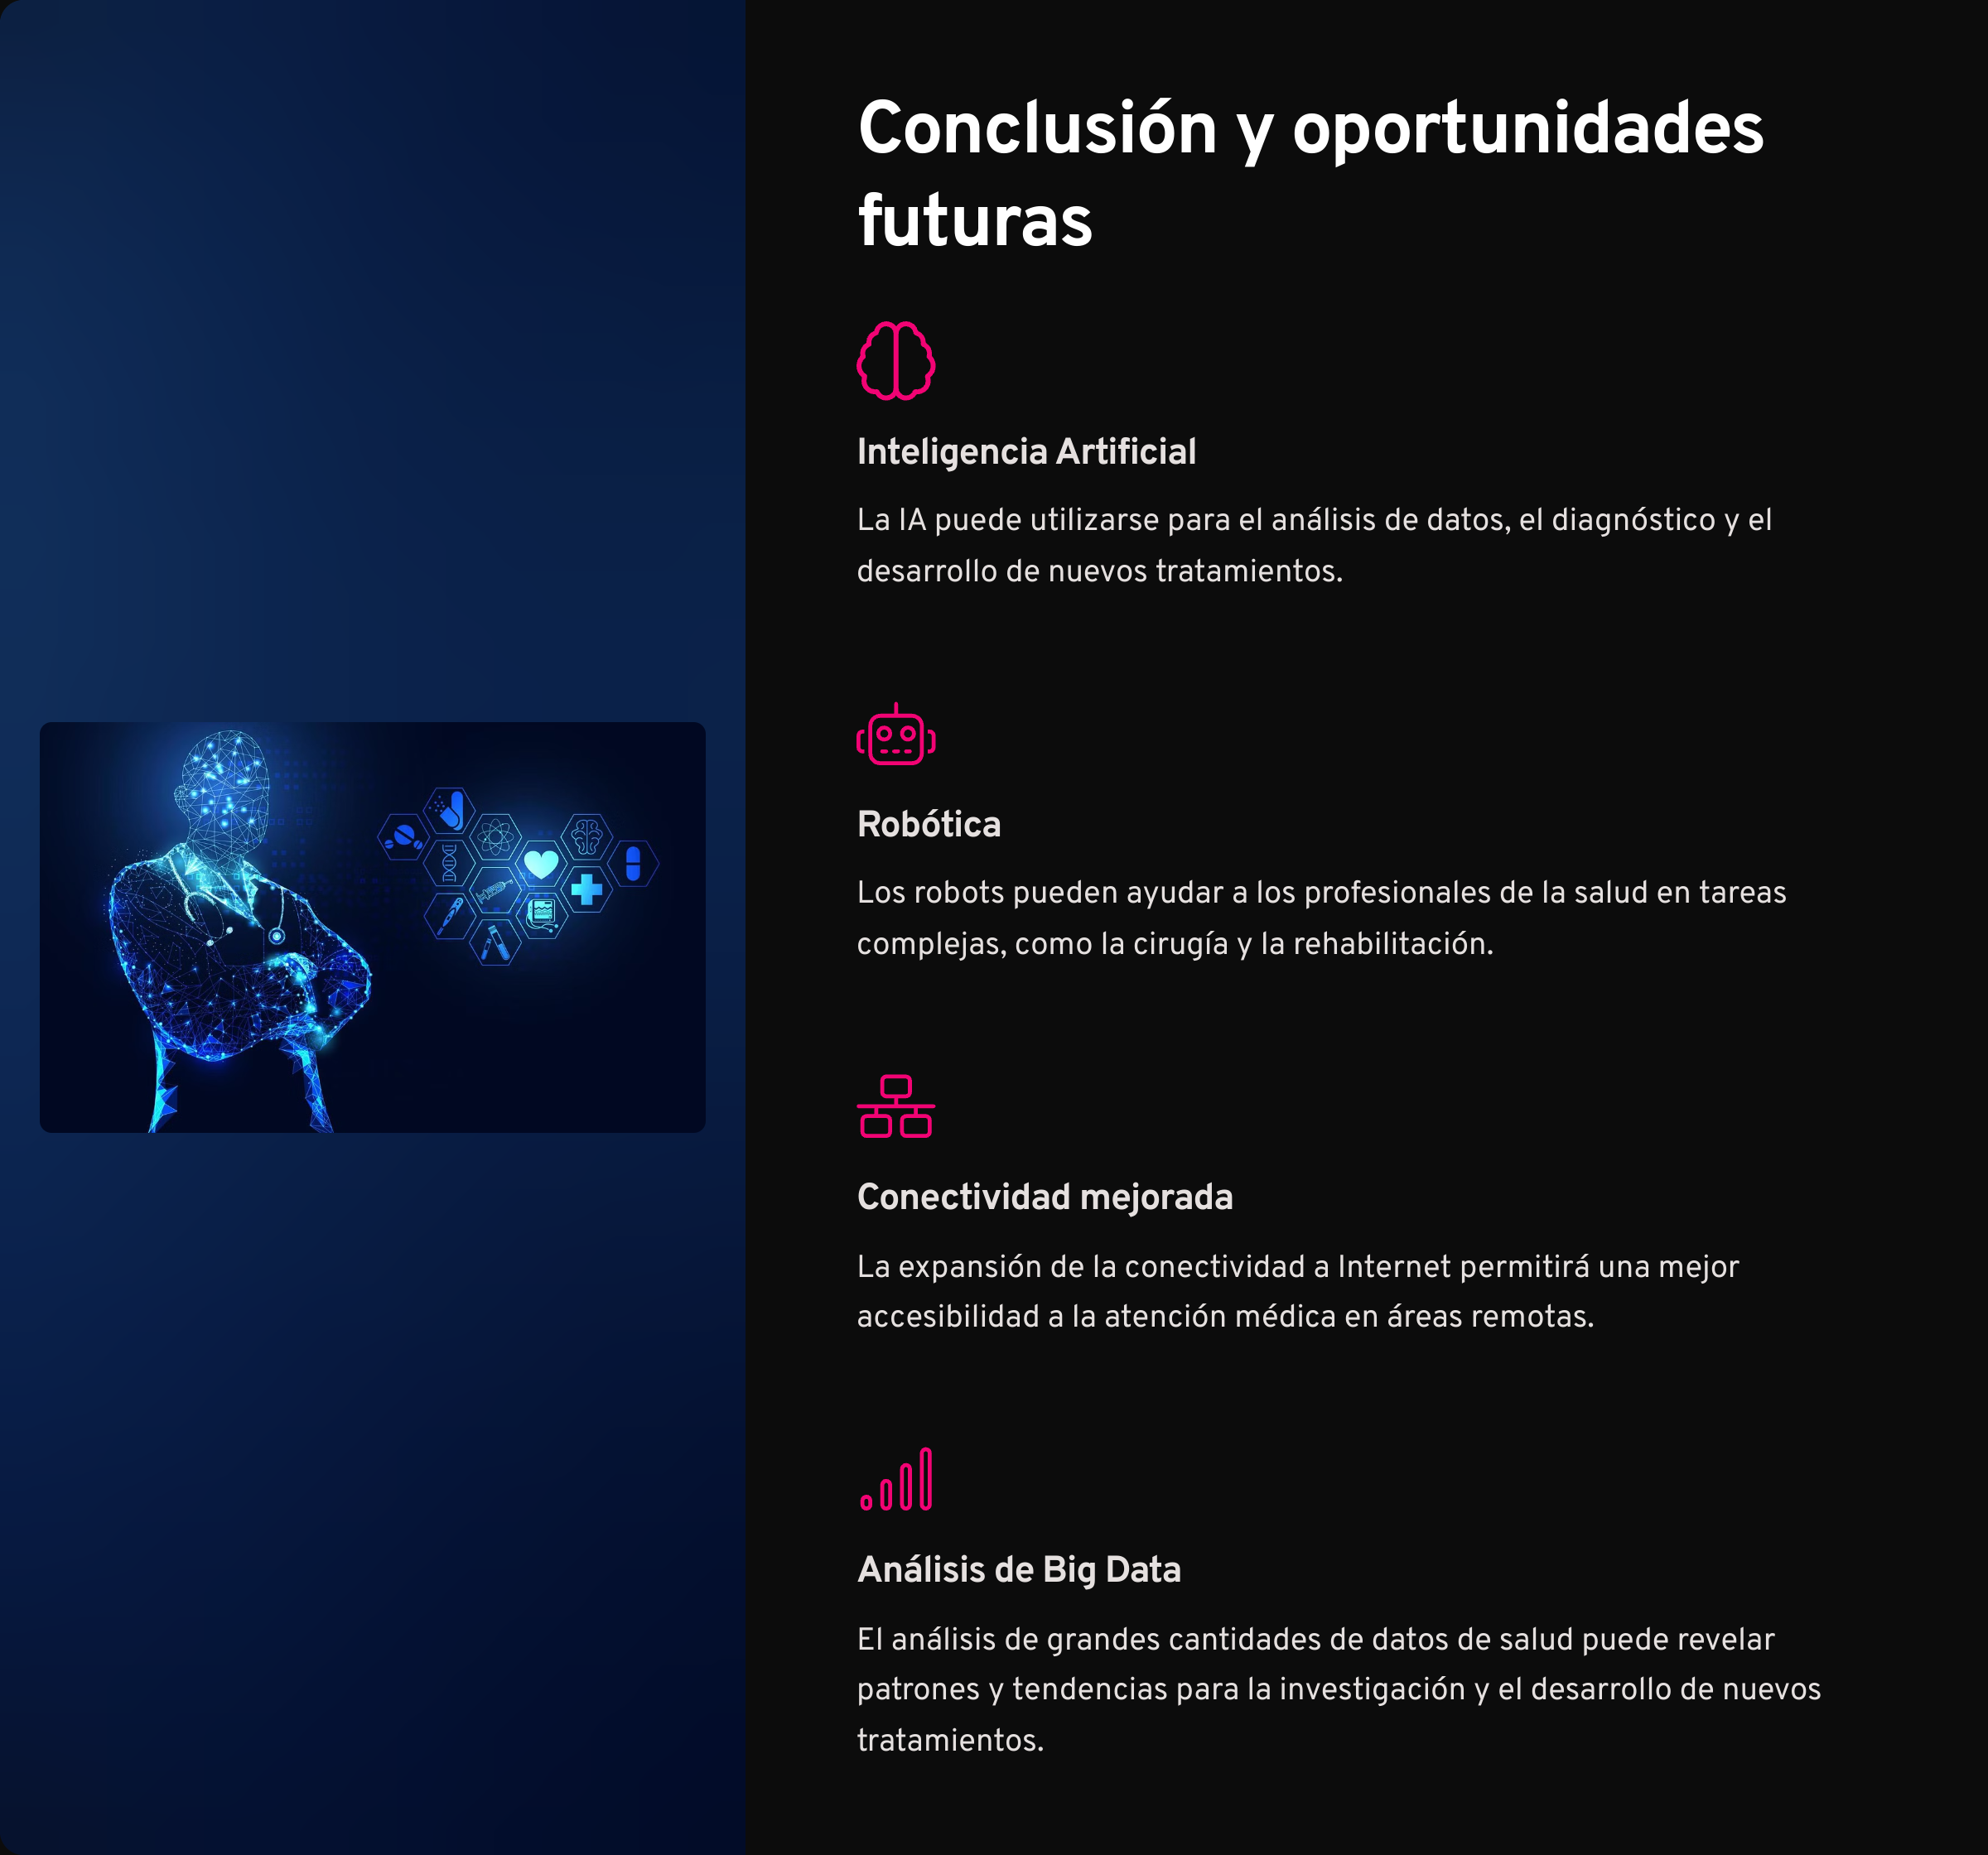 Conclusión y oportunidades
futuras
Inteligencia Artificial
La IA puede utilizarse para el análisis de datos, el diagnóstico y el
desarrollo de nuevos tratamientos.
Robótica
Los robots pueden ayudar a los profesionales de la salud en tareas
complejas, como la cirugía y la rehabilitación.
Conectividad mejorada
La expansión de la conectividad a Internet permitirá una mejor
accesibilidad a la atención médica en áreas remotas.
Análisis de Big Data
El análisis de grandes cantidades de datos de salud puede revelar
patrones y tendencias para la investigación y el desarrollo de nuevos
tratamientos.